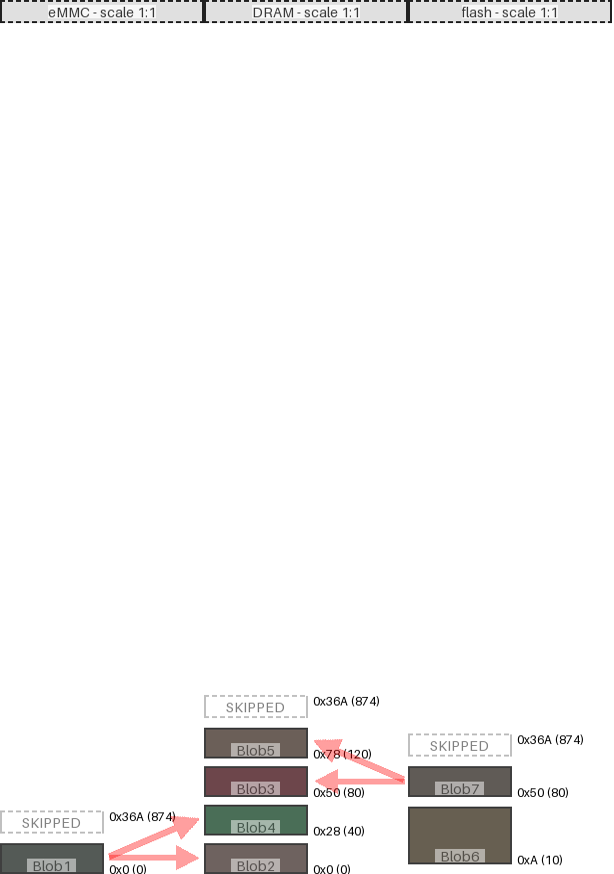 eMMC - scale 1:1
DRAM - scale 1:1
flash - scale 1:1
SKIPPED
0x36A (874)
Blob5
0x78 (120)
SKIPPED
0x36A (874)
Blob3
0x50 (80)
Blob7
0x50 (80)
SKIPPED
0x36A (874)
Blob4
0x28 (40)
Blob6
0xA (10)
Blob1
0x0 (0)
Blob2
0x0 (0)